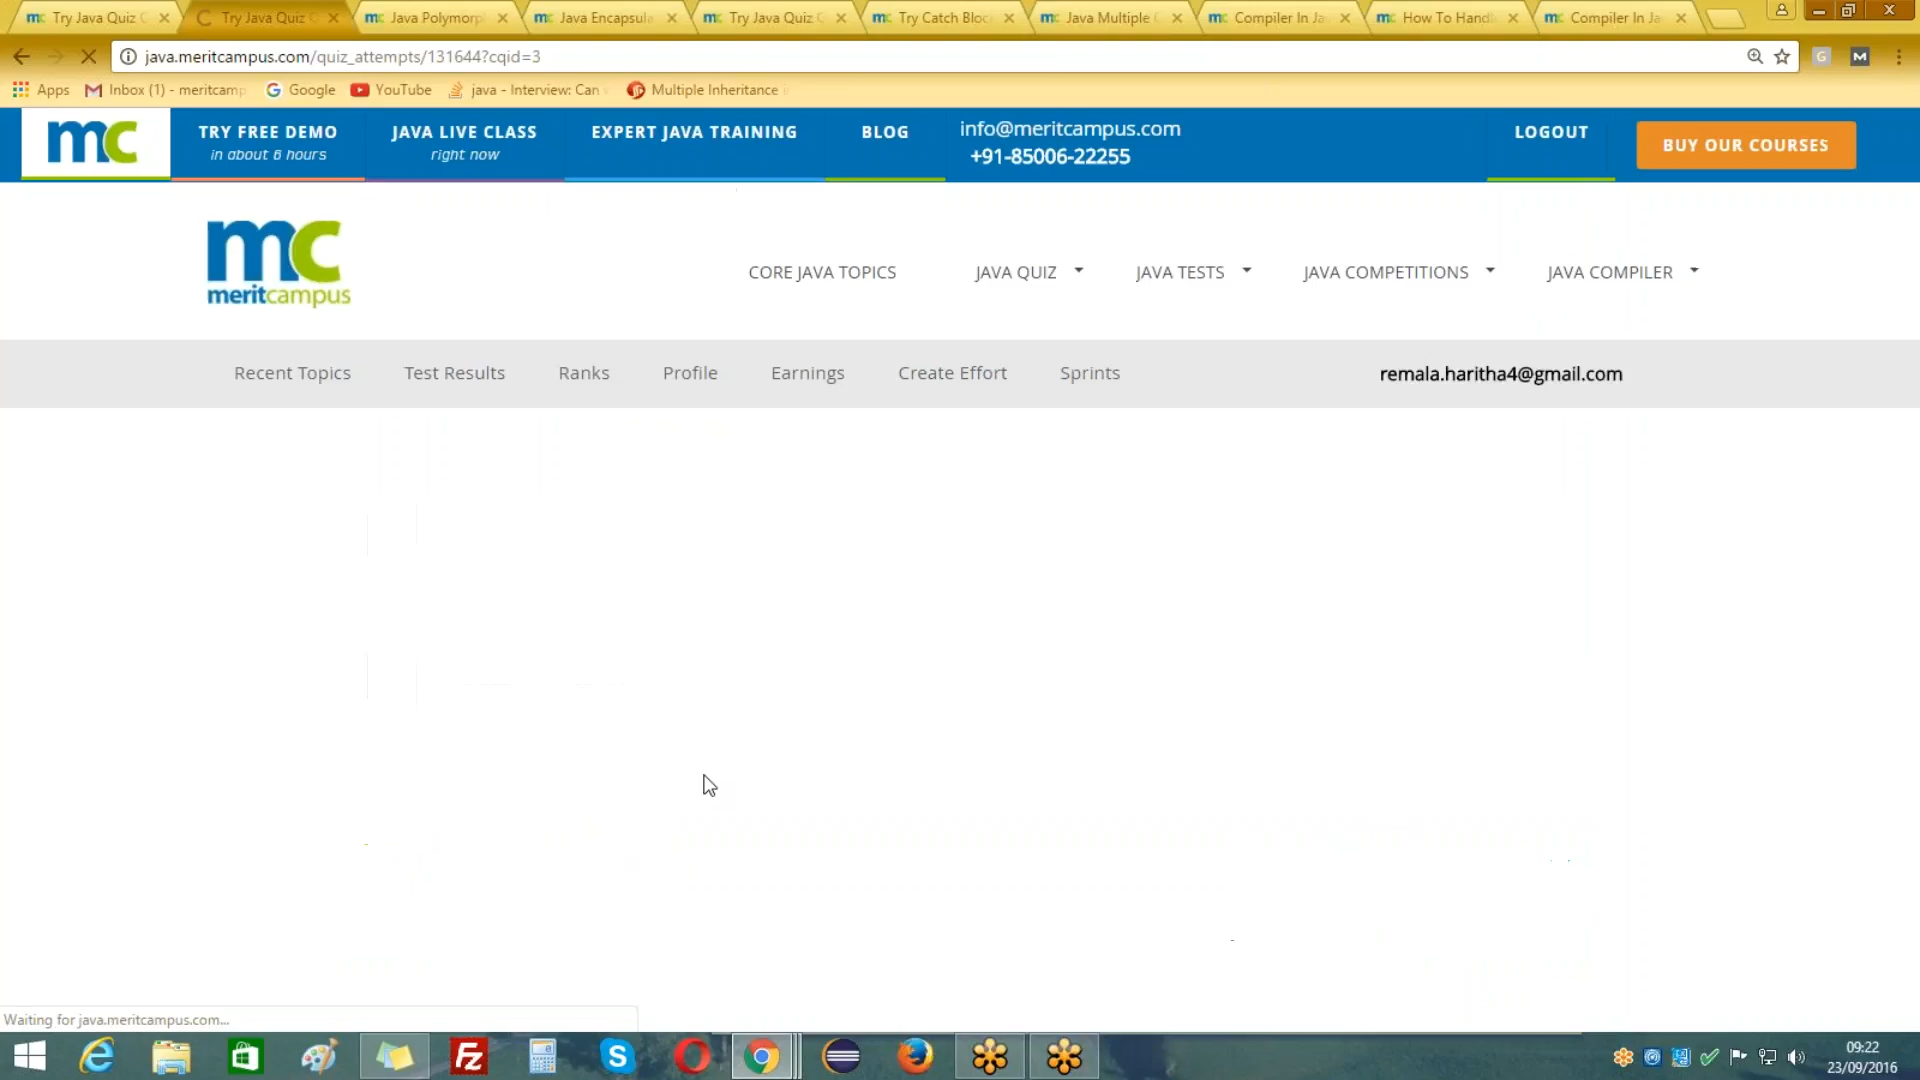 Try Java Quiz
Try Java Quiz
Java Polymorp
Java Encapsula
Try Java Quiz
Try Catch Bloc
Java Multiple
Compiler In Ja
How To Handl
Compiler In Ja
java.meritcampus.com/quiz_attempts/131644?cqid=3
Apps
Inbox (1) - meritcamp
Google
YouTube
java - Interview: Can
Multiple Inheritance
mc
TRY FREE DEMO
in about 6 hours
JAVA LIVE CLASS
right now
EXPERT JAVA TRAINING
BLOG
info@meritcampus.com
+91-85006-22255
LOGOUT
BUY OUR COURSES
mc
meritcampus
CORE JAVA TOPICS
JAVA QUIZ
JAVA TESTS
JAVA COMPETITIONS
JAVA COMPILER
Recent Topics
Test Results
Ranks
Profile
Earnings
Create Effort
Sprints
remala.haritha4@gmail.com
Waiting for java.meritcampus.com...
09:22
23/09/2016